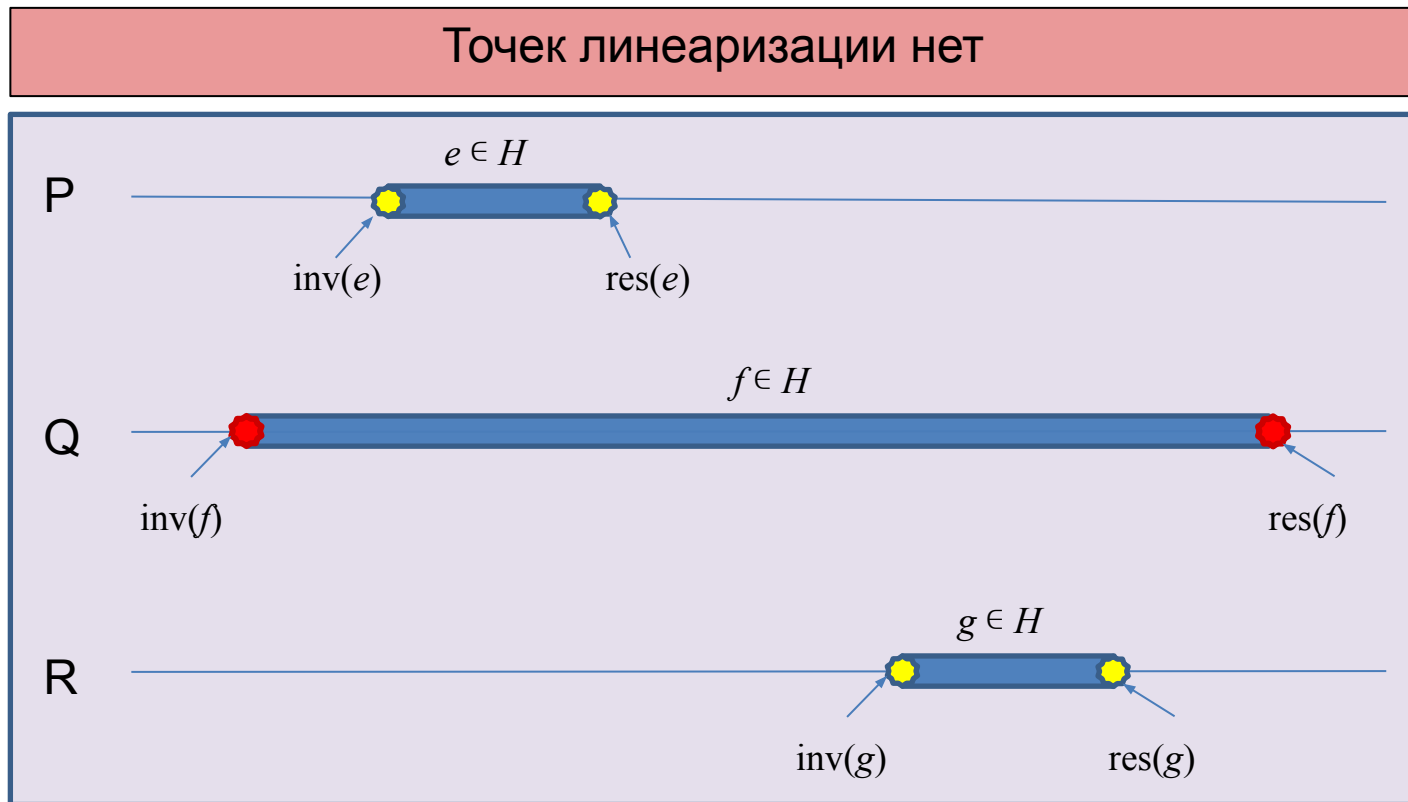 Точек линеаризации нет
e ∈ H
P
inv(e)
res(e)
f ∈ H
Q
inv(f)
res(f)
g ∈ H
R
inv(g)
res(g)